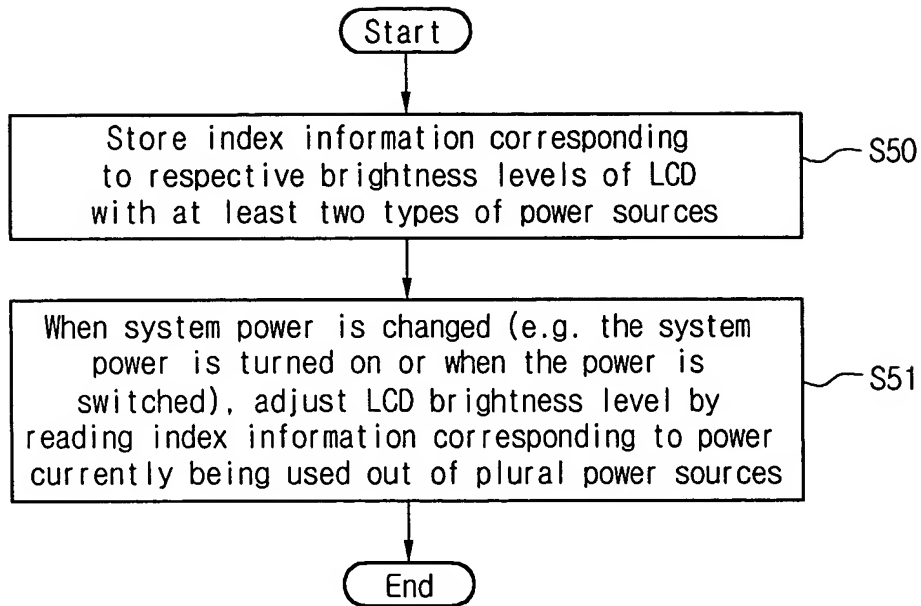 Start
Store index information corresponding
to respective brightness levels of LCD
with at least two types of power sources
S50
When system power is changed (e.g. the system
power is turned on or when the power is
switched), adjust LCD brightness level by
reading index information corresponding to power
currently being used out of plural power sources
S51
End